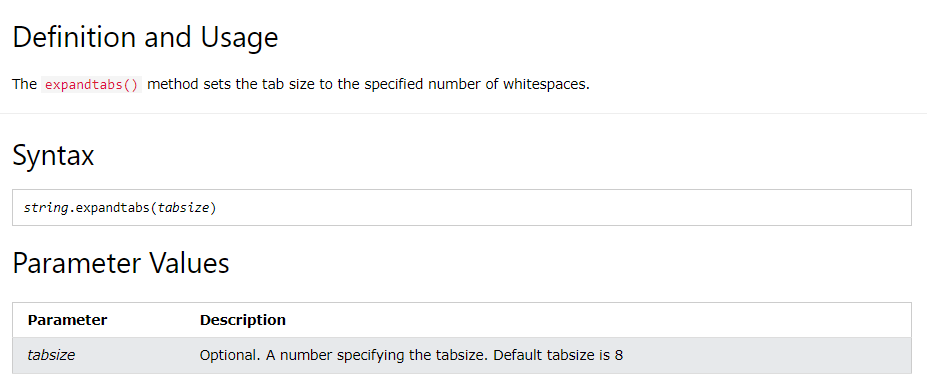 Definition and Usage
The expandtabs() method sets the tab size to the specified number of whitespaces.
Syntax
string.expandtabs(tabsize)
Parameter Values
Parameter Description
tabsize Optional. A number specifying the tabsize. Default tabsize is 8